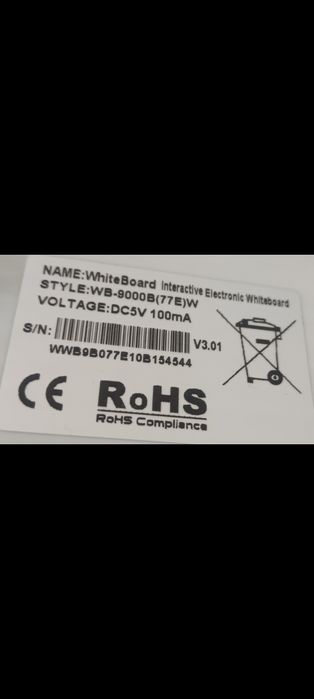 NAME:WhiteBoard Interactive Electronic Whiteboard
STYLE:WB-9000B(77E)W
VOLTAGE:DC5V 100mA
S/N: V3.01
WWB9B077E10B154544
CE RoHS
RoHS Compliance